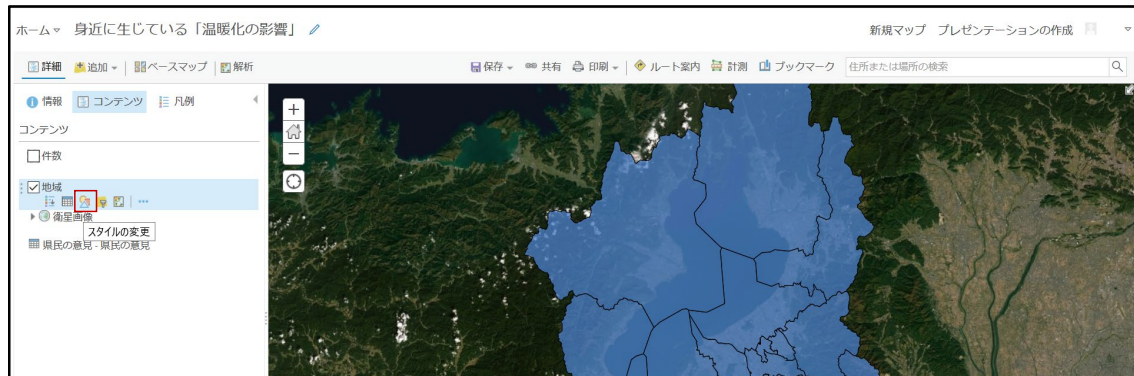 ホーム 身近に生じている「温暖化の影響」
新規マップ プレゼンテーションの作成
詳細 追加 ベースマップ 解析
保存 共有 印刷 ルート案内 計測 ブックマーク 住所または場所の検索
情報 コンテンツ 凡例
コンテンツ
件数
地域
衛星画像
スタイルの変更
県民の意見 - 県民の意見